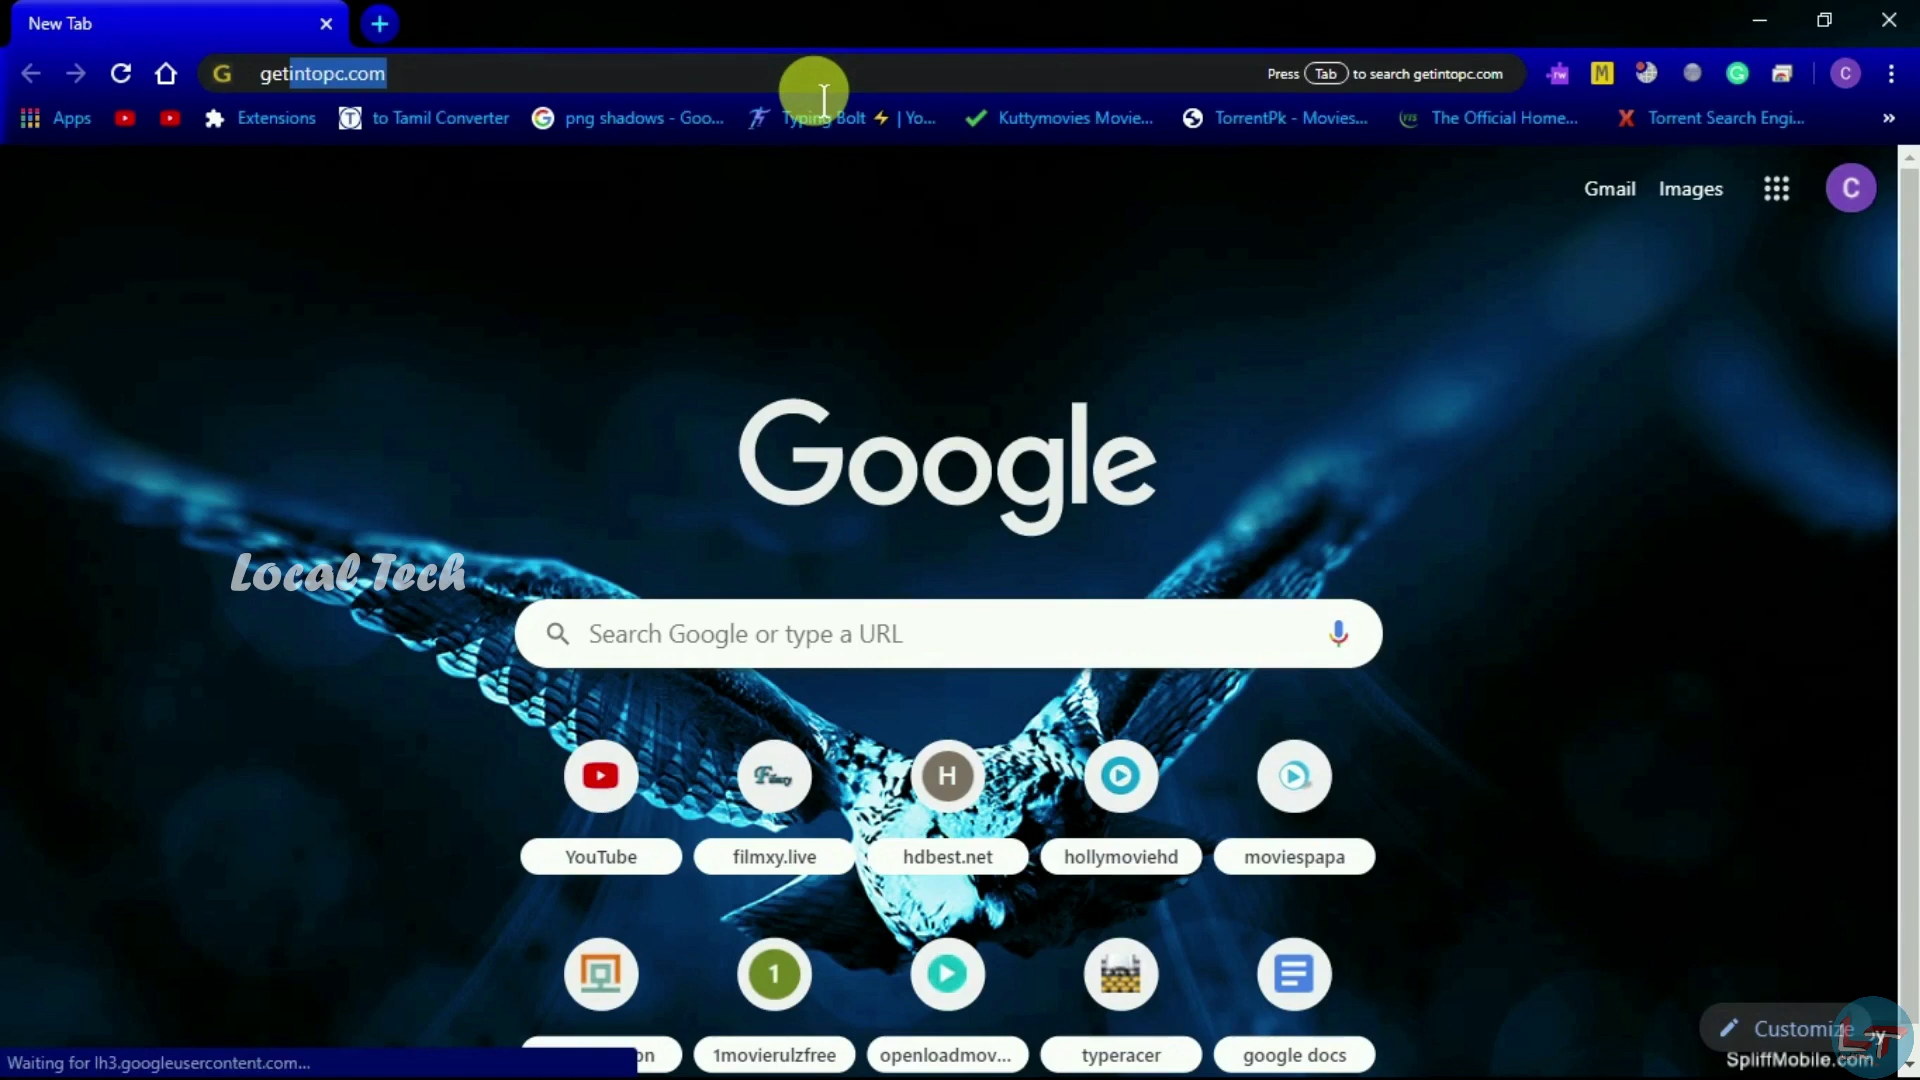 New Tab
getintopc.com
Press Tab to search getintopc.com
Apps
Extensions
to Tamil Converter
png shadows - Goo...
Typing Bolt ⚡ | Yo...
Kuttymovies Movie...
TorrentPk - Movies...
The Official Home...
Torrent Search Engi...
»
Gmail
Images
C
Google
Local Tech
Search Google or type a URL
YouTube
filmxy.live
hdbest.net
hollymoviehd
moviespapa
1movierulzfree
openloadmov...
typeracer
google docs
Customize
SpliffMobile.com
Waiting for lh3.googleusercontent.com...